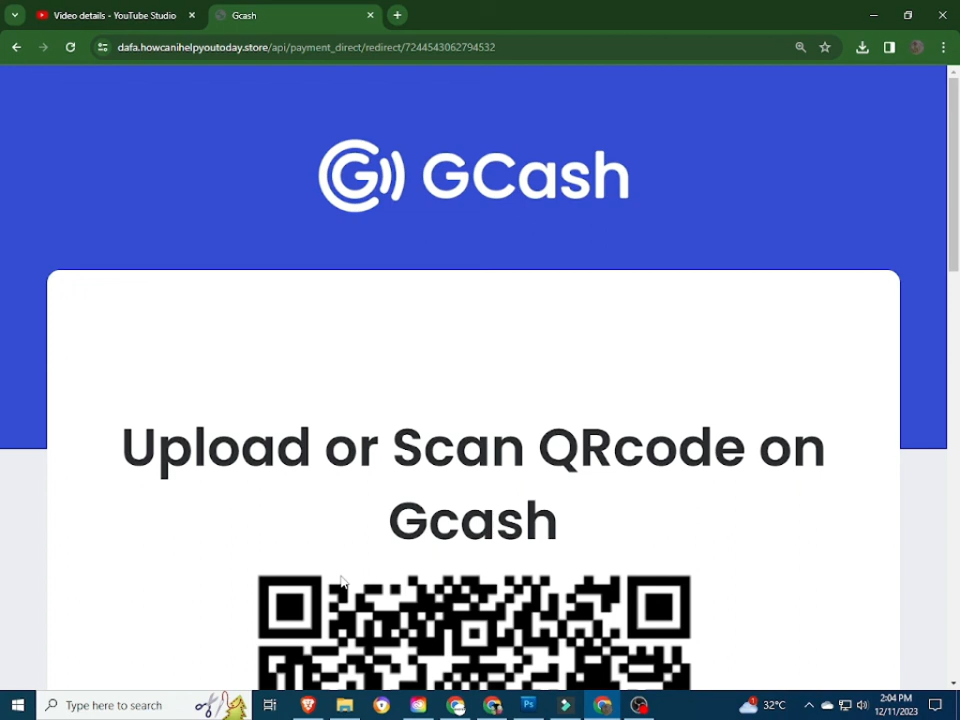 Video details - YouTube Studio
Gcash
dafa.howcanihelpyoutoday.store/api/payment_direct/redirect/7244543062794532
GCash
Upload or Scan QRcode on
Gcash
Type here to search
32°C
2:04 PM
12/11/2023